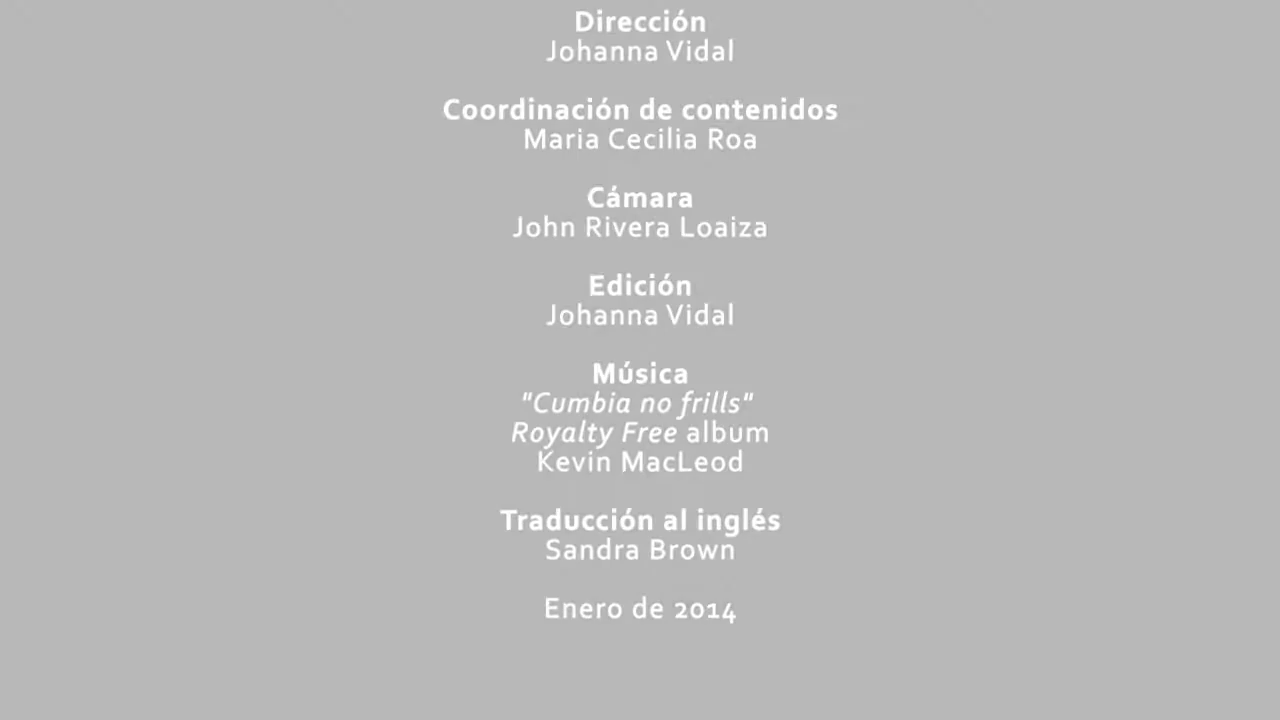 Dirección
Johanna Vidal
Coordinación de contenidos
Maria Cecilia Roa
Cámara
John Rivera Loaiza
Edición
Johanna Vidal
Música
"Cumbia no frills"
Royalty Free album
Kevin MacLeod
Traducción al inglés
Sandra Brown
Enero de 2014